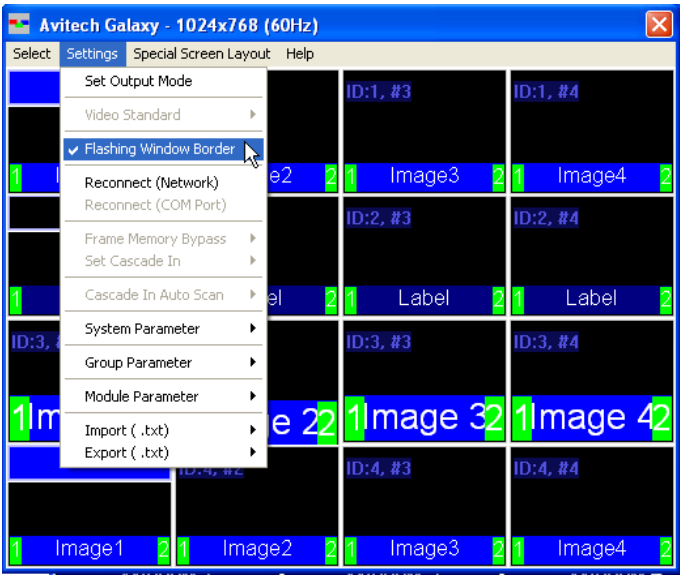 Avitech Galaxy - 1024x768 (60Hz)
Select Settings Special Screen Layout Help
Set Output Mode
Video Standard
Flashing Window Border
Reconnect (Network)
Reconnect (COM Port)
Frame Memory Bypass
Set Cascade In
Cascade In Auto Scan
System Parameter
Group Parameter
Module Parameter
Import ( .txt)
Export ( .txt)
ID:1, #3 ID:1, #4
1 e2 2 1 Image3 2 1 Image4 2
ID:2, #3 ID:2, #4
1 el 2 1 Label 2 1 Label 2
ID:3, ID:3, #3 ID:3, #4
1 Im e 2 2 1 Image 3 2 1 Image 4 2
ID:4, #2 ID:4, #3 ID:4, #4
1 Image1 2 1 Image2 2 1 Image3 2 1 Image4 2